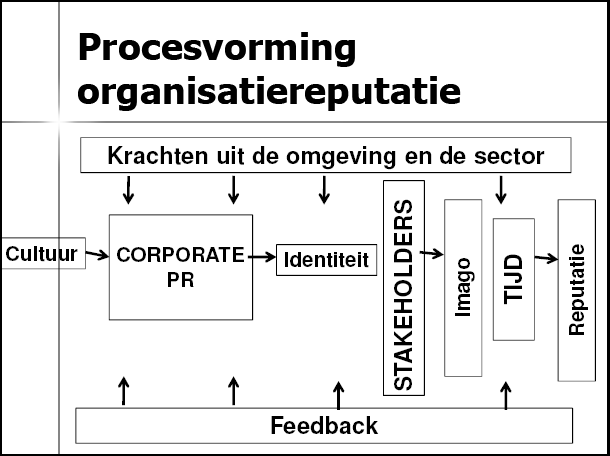 Procesvorming
organisatiereputatie
Krachten uit de omgeving en de sector
Cultuur
CORPORATE
PR
Identiteit
STAKEHOLDERS
Imago
TIJD
Reputatie
Feedback